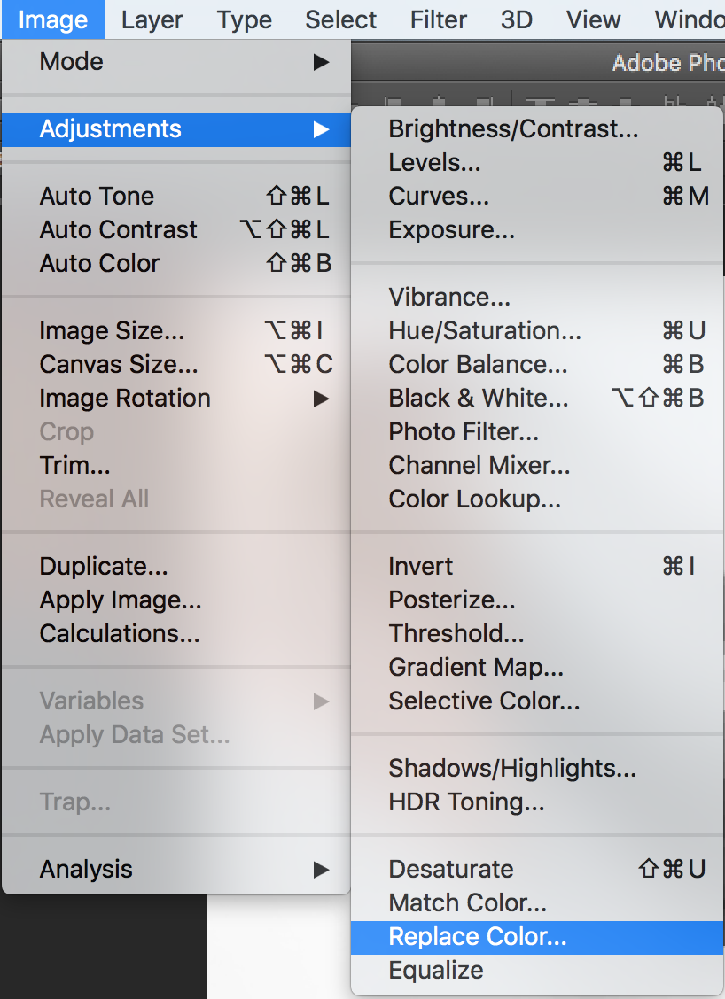 Image Layer Type Select Filter 3D View Windo
Adobe Pho
Mode ▶
Adjustments ▶
Auto Tone ⇧⌘L
Auto Contrast ⌥⇧⌘L
Auto Color ⇧⌘B
Image Size... ⌥⌘I
Canvas Size... ⌥⌘C
Image Rotation ▶
Crop
Trim...
Reveal All
Duplicate...
Apply Image...
Calculations...
Variables ▶
Apply Data Set...
Trap...
Analysis ▶
Brightness/Contrast...
Levels... ⌘L
Curves... ⌘M
Exposure...
Vibrance...
Hue/Saturation... ⌘U
Color Balance... ⌘B
Black & White... ⌥⇧⌘B
Photo Filter...
Channel Mixer...
Color Lookup...
Invert ⌘I
Posterize...
Threshold...
Gradient Map...
Selective Color...
Shadows/Highlights...
HDR Toning...
Desaturate ⇧⌘U
Match Color...
Replace Color...
Equalize